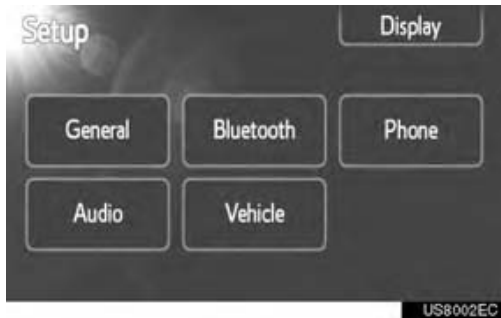 Setup
Display
General
Bluetooth
Phone
Audio
Vehicle
US8002EC